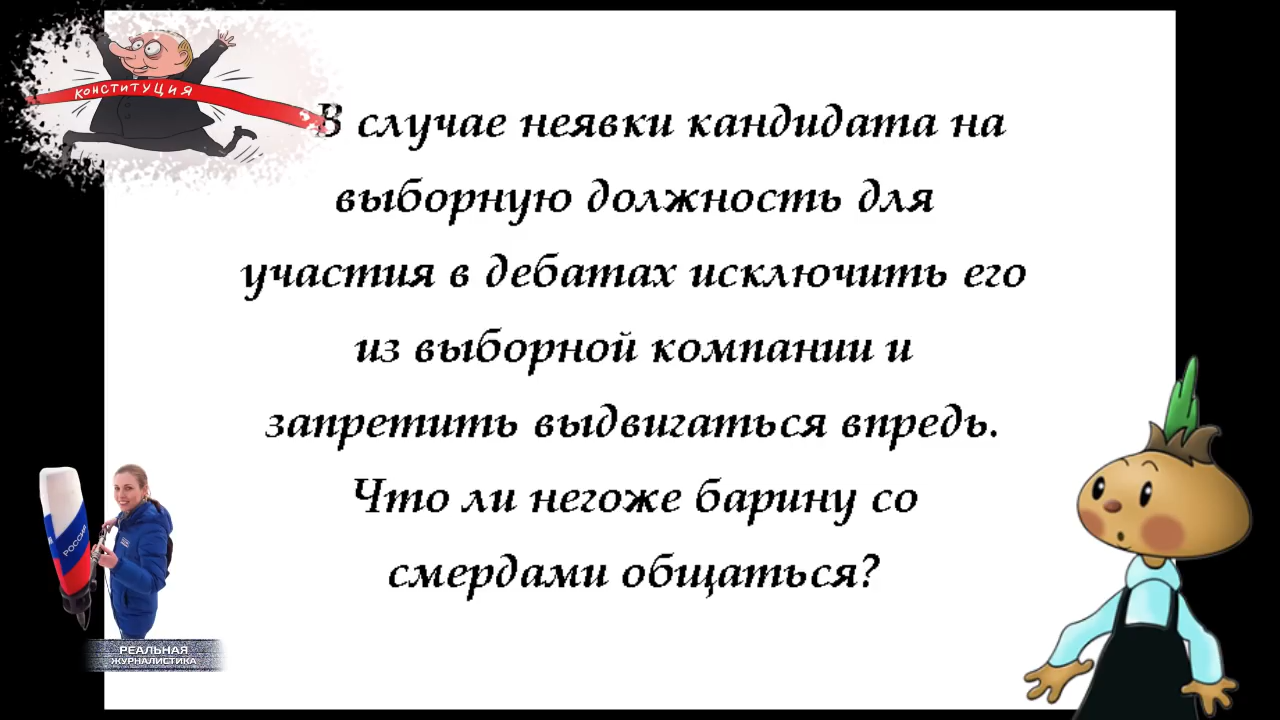 КОНСТИТУЦИЯ
В случае неявки кандидата на
выборную должность для
участия в дебатах исключить его
из выборной компании и
запретить выдвигаться впредь.
Что ли негоже барину со
смердами общаться?
РОССИЯ
РЕАЛЬНАЯ
ЖУРНАЛИСТИКА